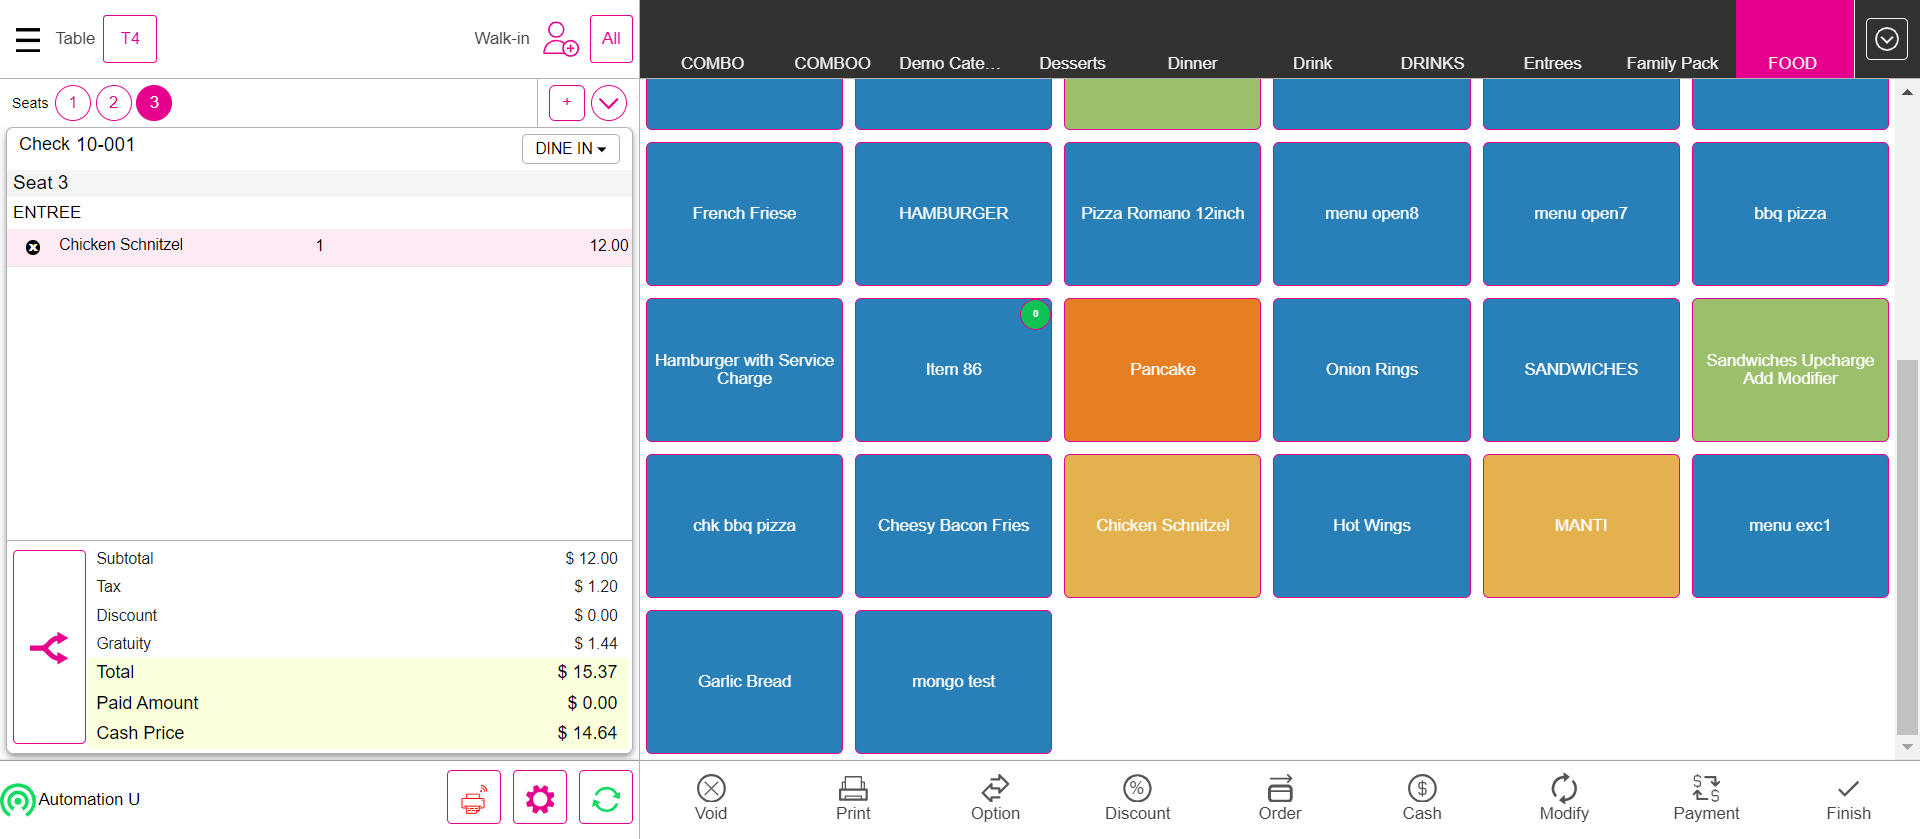 Table
T4
Walk-in
All
COMBO
COMBOO
Demo Cate...
Desserts
Dinner
Drink
DRINKS
Entrees
Family Pack
FOOD
Seats
1
2
3
+
Check 10-001
DINE IN
Seat 3
ENTREE
Chicken Schnitzel 1 12.00
French Friese
HAMBURGER
Pizza Romano 12inch
menu open8
menu open7
bbq pizza
Hamburger with Service
Charge
0
Item 86
Pancake
Onion Rings
SANDWICHES
Sandwiches Upcharge
Add Modifier
chk bbq pizza
Cheesy Bacon Fries
Chicken Schnitzel
Hot Wings
MANTI
menu exc1
Garlic Bread
mongo test
Subtotal $ 12.00
Tax $ 1.20
Discount $ 0.00
Gratuity $ 1.44
Total $ 15.37
Paid Amount $ 0.00
Cash Price $ 14.64
Automation U
Void
Print
Option
Discount
Order
Cash
Modify
Payment
Finish